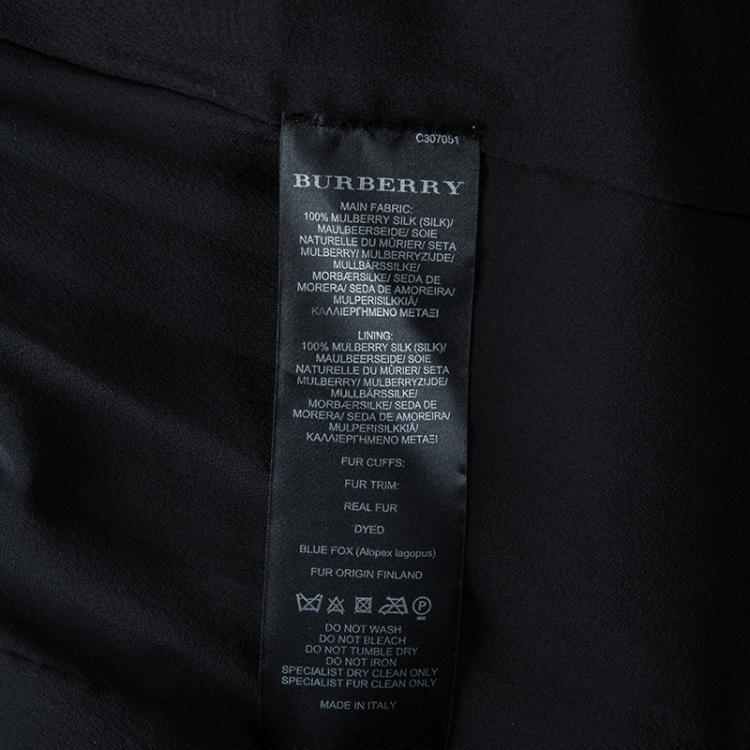 C307051
BURBERRY
MAIN FABRIC:
100% MULBERRY SILK (SILK)/
MAULBEERSEIDE/ SOIE
NATURELLE DU MÛRIER/ SETA
MULBERRY/ MULBERRYZIJDE/
MULLBÄRSSILKE/
MORBÆRSILKE/ SEDA DE
MORERA/ SEDA DE AMOREIRA/
MULPERISILKKIÄ/
ΚΑΛΛΙΕΡΓΗΜΕΝΟ ΜΕΤΑΞΙ
LINING:
100% MULBERRY SILK (SILK)/
MAULBEERSEIDE/ SOIE
NATURELLE DU MÛRIER/ SETA
MULBERRY/ MULBERRYZIJDE/
MULLBÄRSSILKE/
MORBÆRSILKE/ SEDA DE
MORERA/ SEDA DE AMOREIRA/
MULPERISILKKIÄ/
ΚΑΛΛΙΕΡΓΗΜΕΝΟ ΜΕΤΑΞΙ
FUR CUFFS:
FUR TRIM:
REAL FUR
DYED
BLUE FOX (Alopex lagopus)
FUR ORIGIN FINLAND
P
DO NOT WASH
DO NOT BLEACH
DO NOT TUMBLE DRY
DO NOT IRON
SPECIALIST DRY CLEAN ONLY
SPECIALIST FUR CLEAN ONLY
MADE IN ITALY